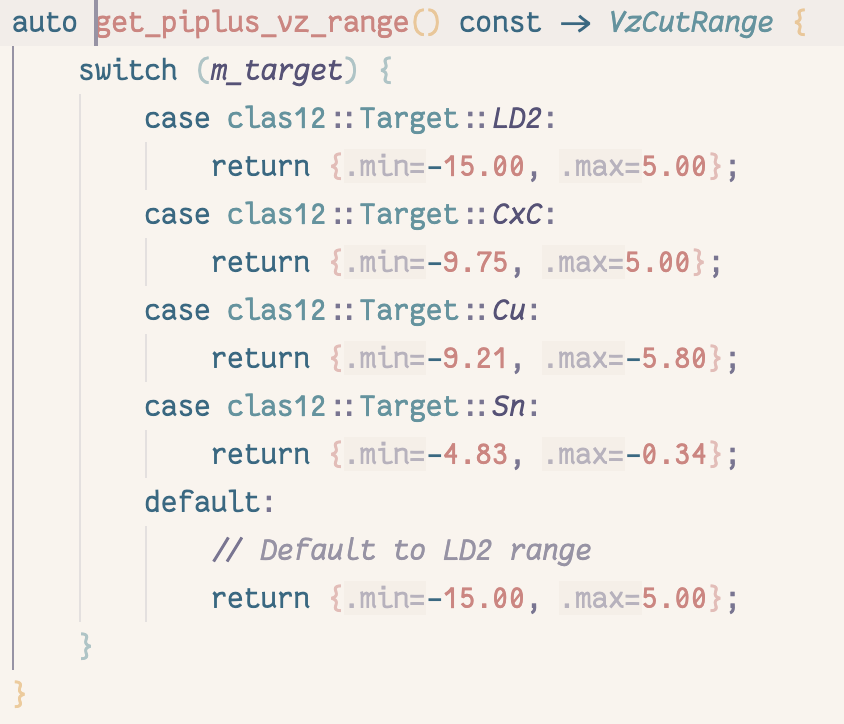 auto get_piplus_vz_range() const -> VzCutRange {
switch (m_target) {
case clas12::Target::LD2:
return {.min=-15.00, .max=5.00};
case clas12::Target::CxC:
return {.min=-9.75, .max=5.00};
case clas12::Target::Cu:
return {.min=-9.21, .max=-5.80};
case clas12::Target::Sn:
return {.min=-4.83, .max=-0.34};
default:
// Default to LD2 range
return {.min=-15.00, .max=5.00};
}
}